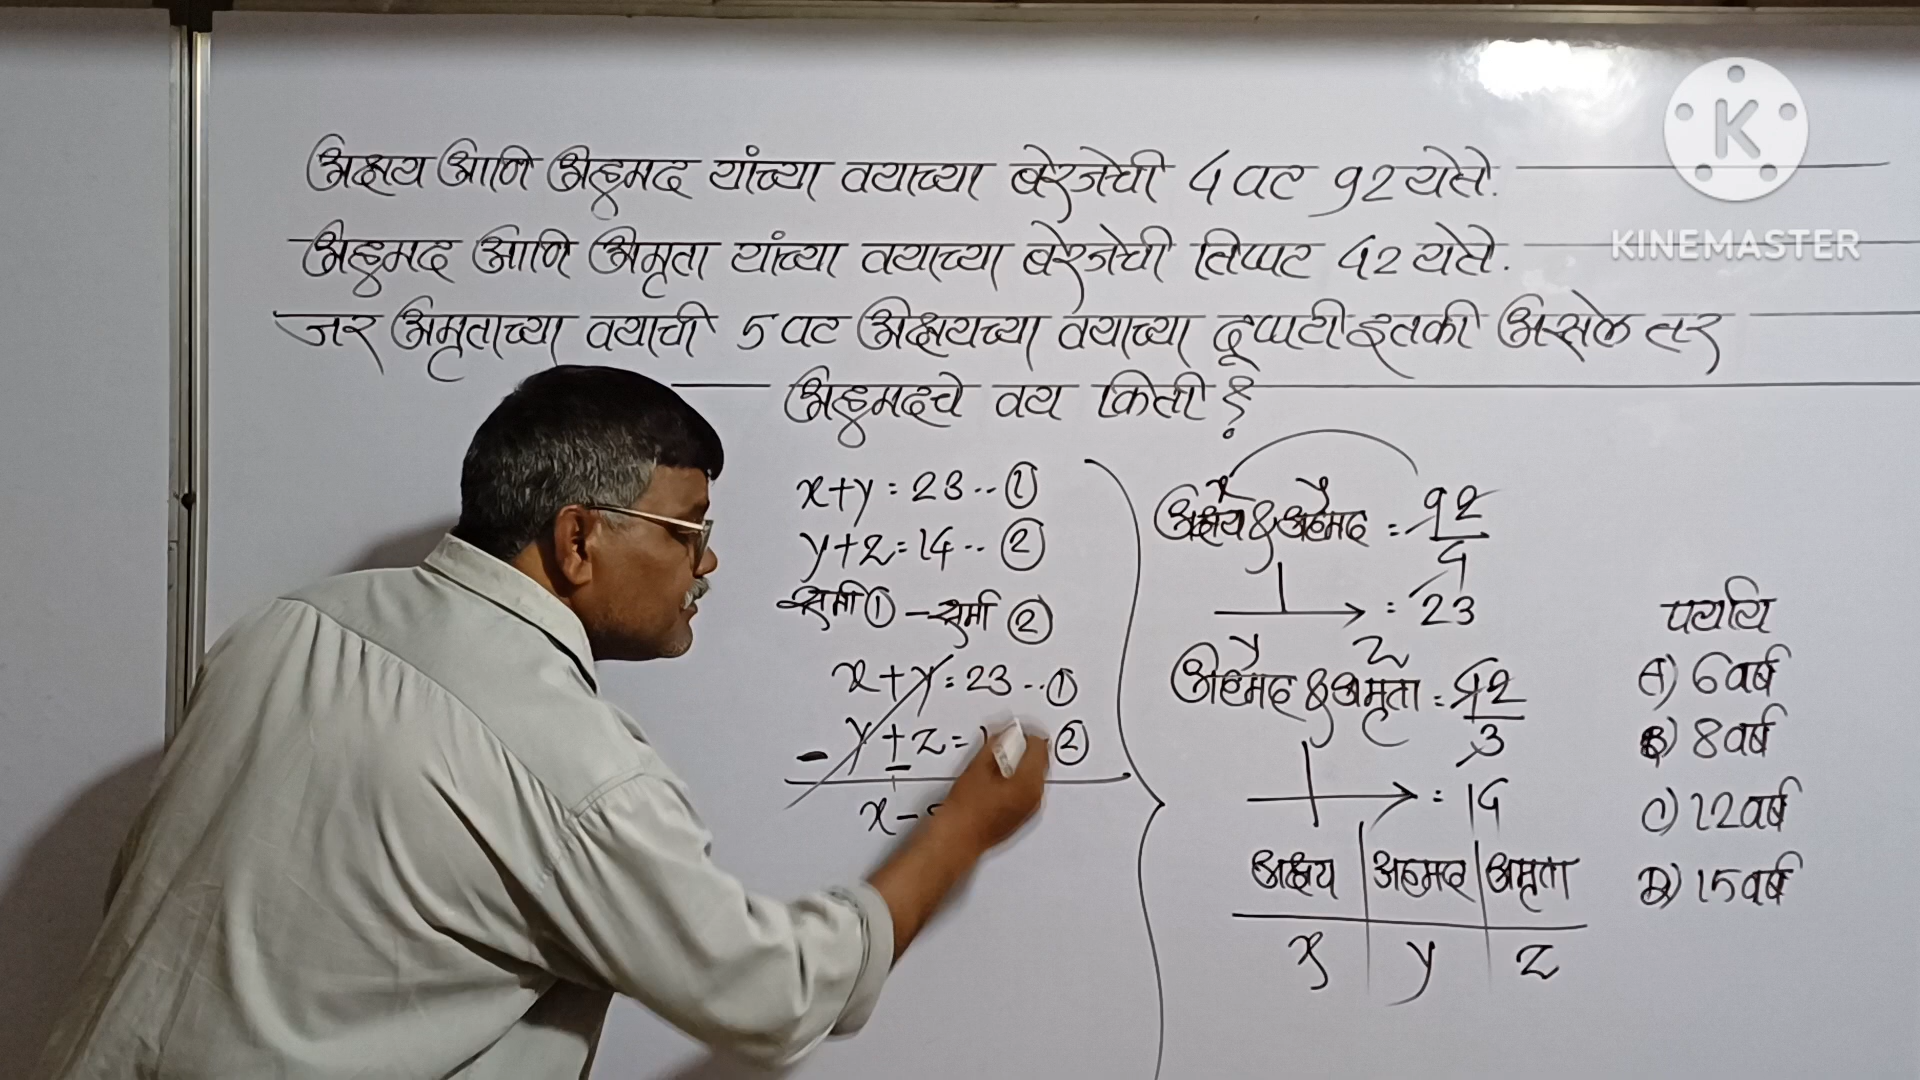 अक्षय आणि अहमद यांच्या वयाच्या बेरजेची 4 पट 92 येते.
अहमद आणि अमृता यांच्या वयाच्या बेरजेची तिप्पट 42 येते.
जर अमृताच्या वयाची 5 पट अक्षयच्या वयाच्या दूप्पटी इतकी असेल तर
अहमदचे वय किती?
x+y=23..①
y+z=14..②
समी① - समी②
x+y=23..①
- y±z= ②
x-
x y
अक्षय & अहमद = 92/4
= 23
y z
अहमद & अमृता = 42/3
= 14
अक्षय | अहमद | अमृता
x y z
पर्याय
A) 6 वर्ष
B) 8 वर्ष
C) 12 वर्ष
D) 15 वर्ष
K
KINEMASTER